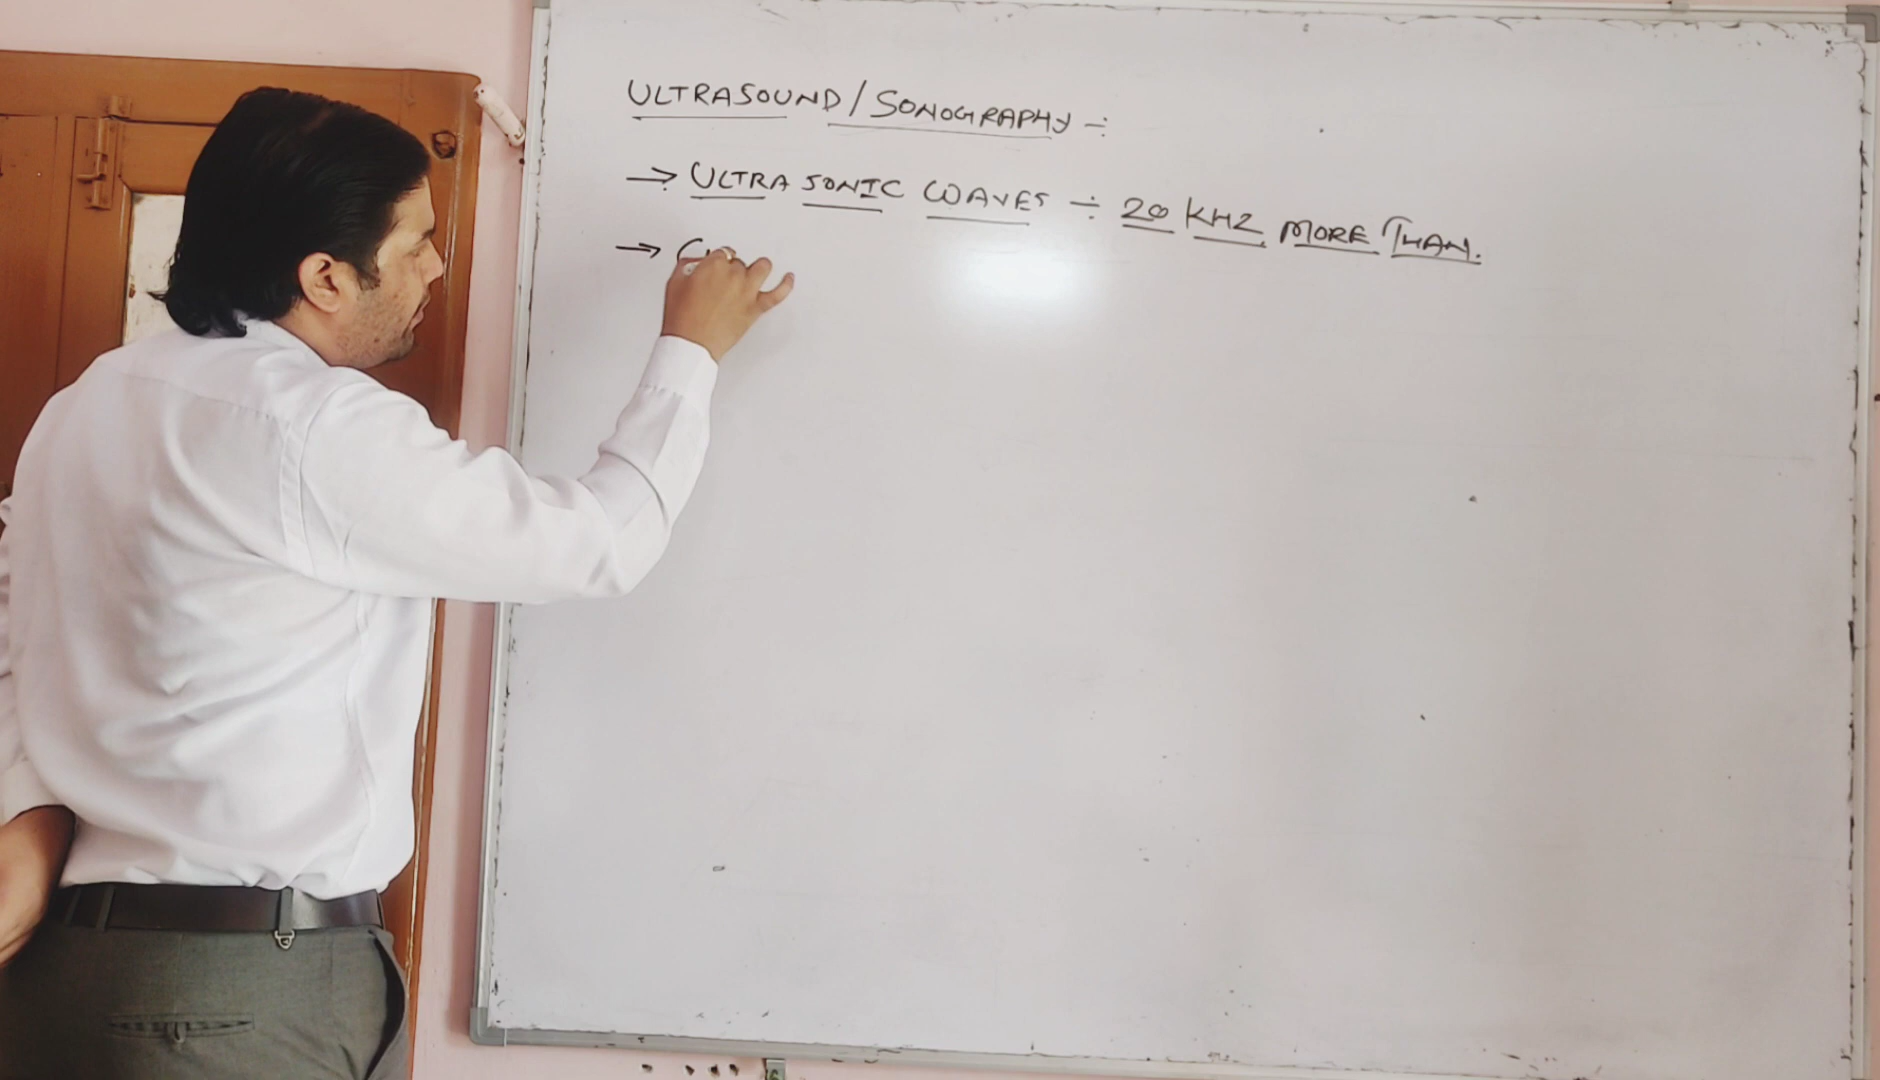 ULTRASOUND/SONOGRAPHY ÷
→ ULTRA SONIC WAVES ÷ 20 KHZ MORE THAN.
→